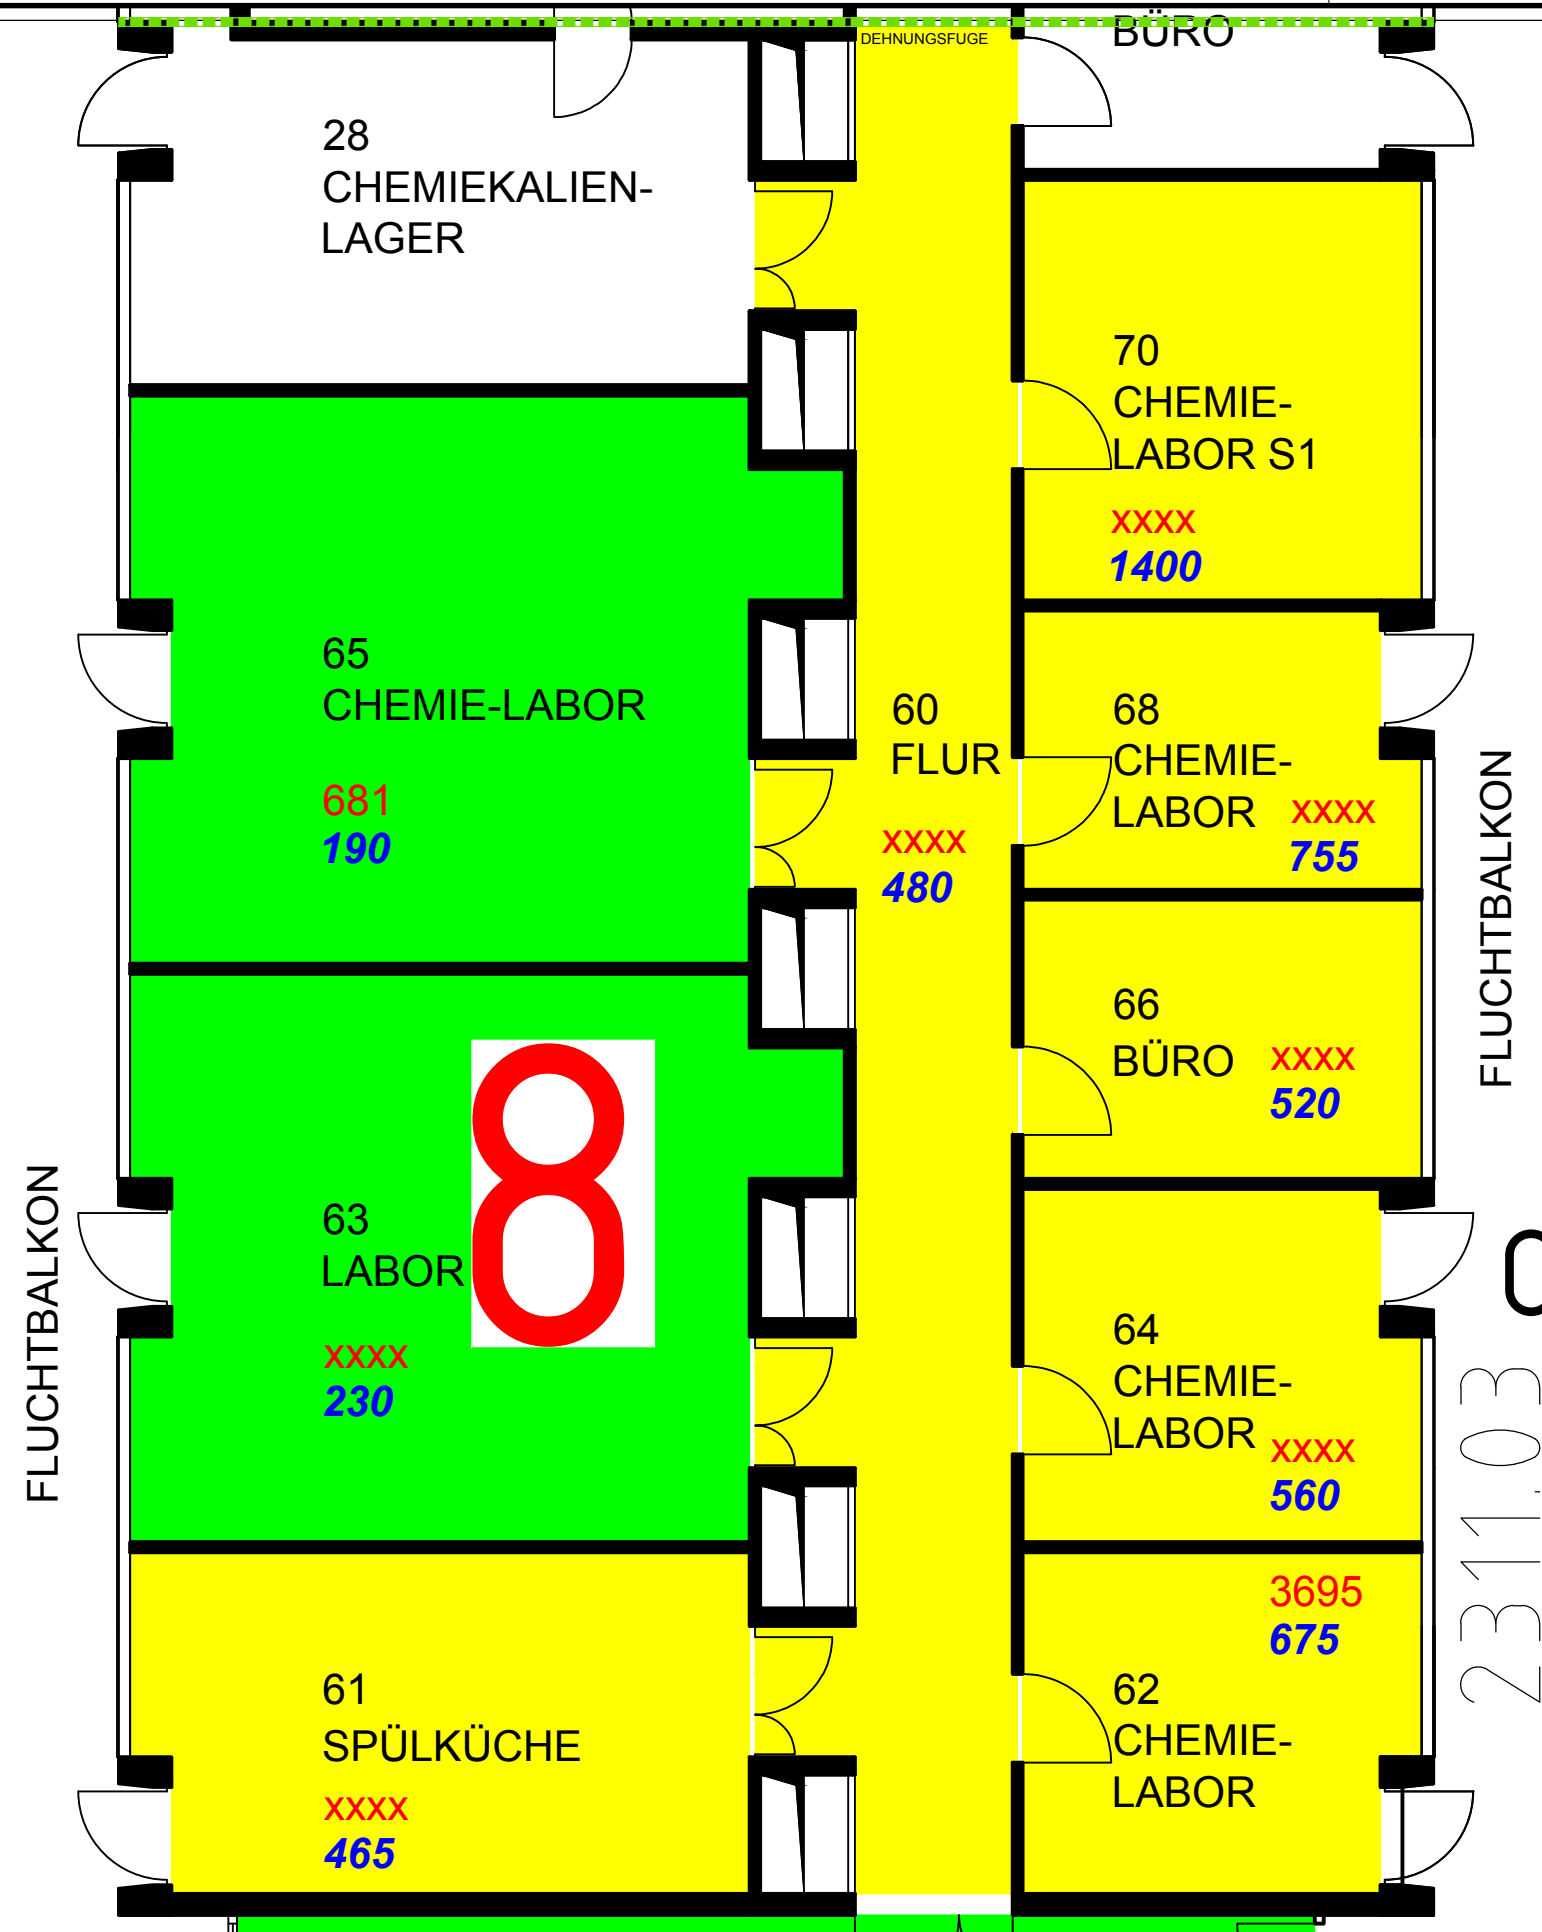 DEHNUNGSFUGE
BÜRO
28
CHEMIEKALIEN-
LAGER
70
CHEMIE-
LABOR S1
xxxx
1400
65
CHEMIE-LABOR
681
190
60
FLUR
xxxx
480
68
CHEMIE-
LABOR
xxxx
755
FLUCHTBALKON
66
BÜRO
xxxx
520
8
63
LABOR
xxxx
230
FLUCHTBALKON
64
CHEMIE-
LABOR
xxxx
560
2311.03
3695
675
61
SPÜLKÜCHE
xxxx
465
62
CHEMIE-
LABOR